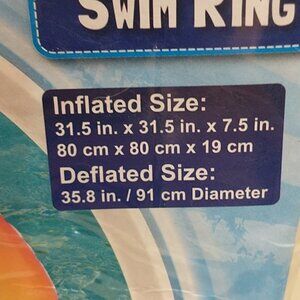 SWIM RING
Inflated Size:
31.5 in. x 31.5 in. x 7.5 in.
80 cm x 80 cm x 19 cm
Deflated Size:
35.8 in. / 91 cm Diameter